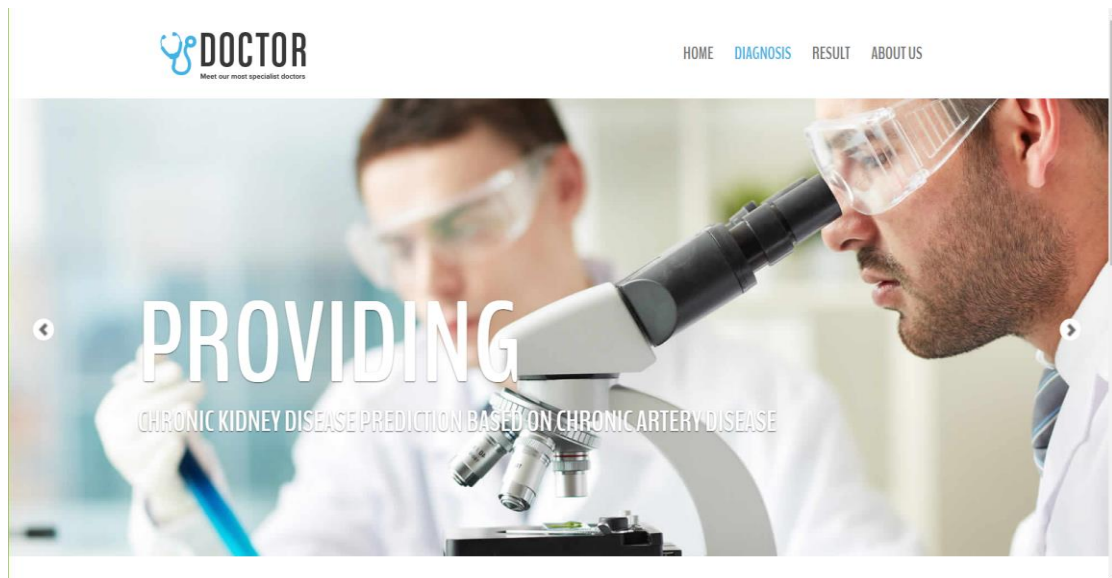 DOCTOR
Meet our most specialist doctors
HOME DIAGNOSIS RESULT ABOUT US
PROVIDING
CHRONIC KIDNEY DISEASE PREDICTION BASED ON CHRONIC ARTERY DISEASE